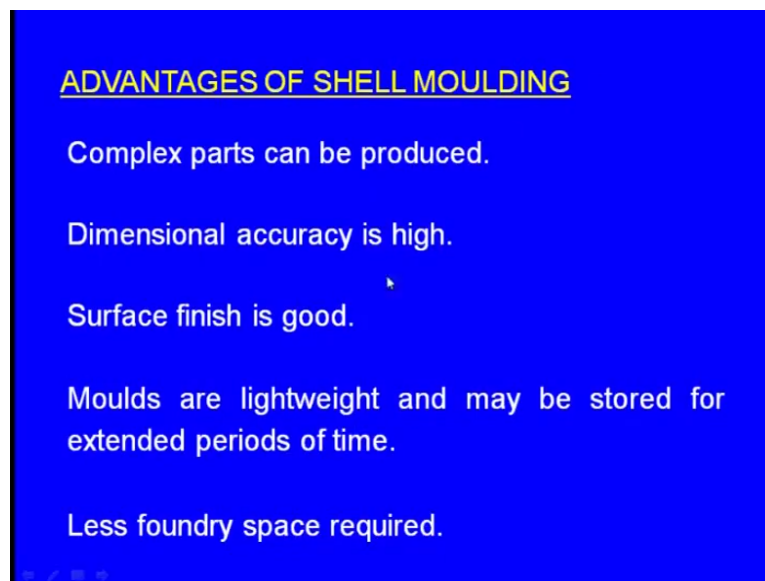 ADVANTAGES OF SHELL MOULDING
Complex parts can be produced.
Dimensional accuracy is high.
Surface finish is good.
Moulds are lightweight and may be stored for
extended periods of time.
Less foundry space required.